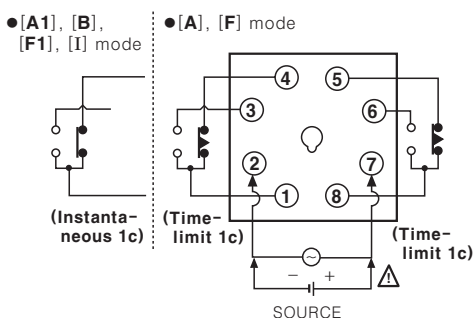 ●[A1], [B],
[F1], [I] mode
(Instanta-
neous 1c)
●[A], [F] mode
4
5
3
6
2
7
1
8
(Time-
limit 1c)
(Time-
limit 1c)
− +
SOURCE